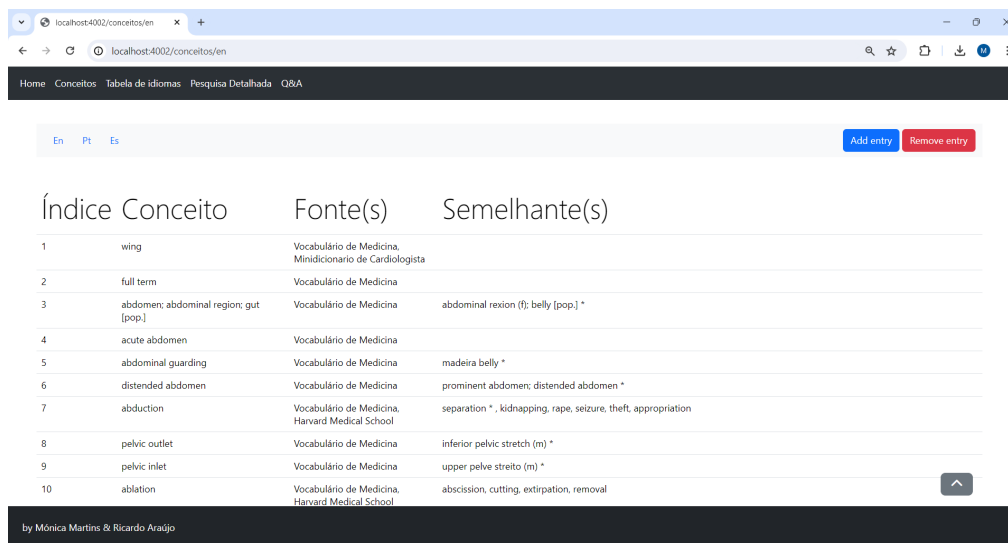 localhost:4002/conceitos/en
localhost:4002/conceitos/en
M
Home Conceitos Tabela de idiomas Pesquisa Detalhada Q&A
En Pt Es Add entry Remove entry
Índice Conceito Fonte(s) Semelhante(s)
1 wing Vocabulário de Medicina,
Minidicionario de Cardiologista
2 full term Vocabulário de Medicina
3 abdomen; abdominal region; gut Vocabulário de Medicina abdominal rexion (f); belly [pop.] *
[pop.]
4 acute abdomen Vocabulário de Medicina
5 abdominal guarding Vocabulário de Medicina madeira belly *
6 distended abdomen Vocabulário de Medicina prominent abdomen; distended abdomen *
7 abduction Vocabulário de Medicina, separation * , kidnapping, rape, seizure, theft, appropriation
Harvard Medical School
8 pelvic outlet Vocabulário de Medicina inferior pelvic stretch (m) *
9 pelvic inlet Vocabulário de Medicina upper pelve streito (m) *
10 ablation Vocabulário de Medicina, abscission, cutting, extirpation, removal
Harvard Medical School
by Mónica Martins & Ricardo Araújo